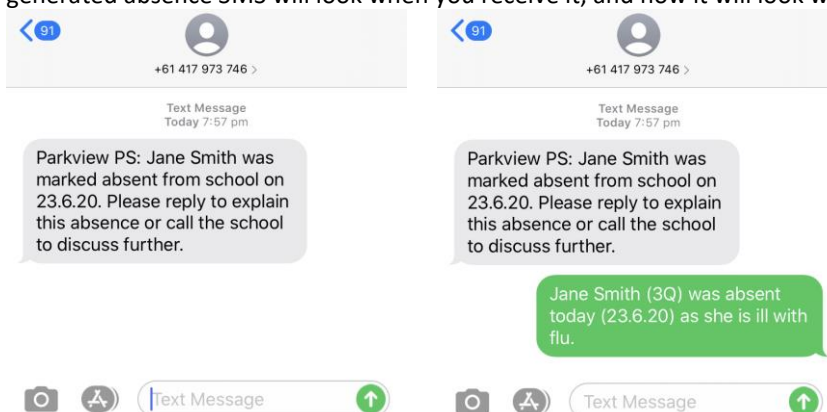 generated absence SMS will look when you receive it, and how it will look w
91
+61 417 973 746 >
Text Message
Today 7:57 pm
Parkview PS: Jane Smith was
marked absent from school on
23.6.20. Please reply to explain
this absence or call the school
to discuss further.
Text Message
91
+61 417 973 746 >
Text Message
Today 7:57 pm
Parkview PS: Jane Smith was
marked absent from school on
23.6.20. Please reply to explain
this absence or call the school
to discuss further.
Jane Smith (3Q) was absent
today (23.6.20) as she is ill with
flu.
Text Message